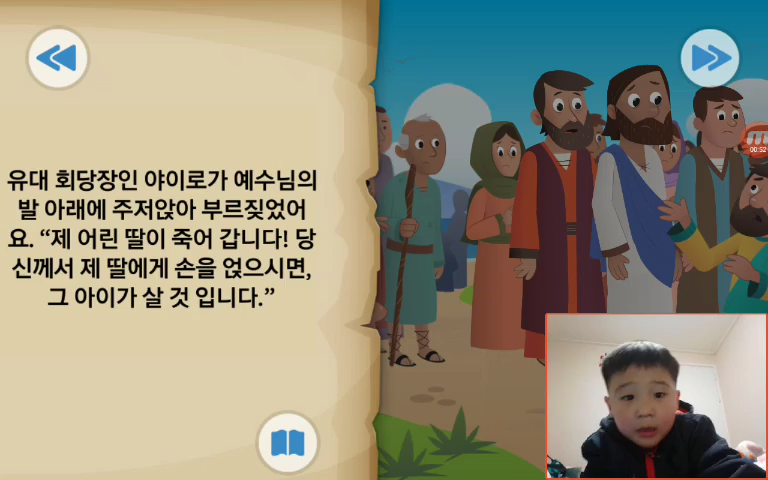 유대 회당장인 야이로가 예수님의
발 아래에 주저앉아 부르짖었어
요. “제 어린 딸이 죽어 갑니다! 당
신께서 제 딸에게 손을 얹으시면,
그 아이가 살 것 입니다.”
00:52